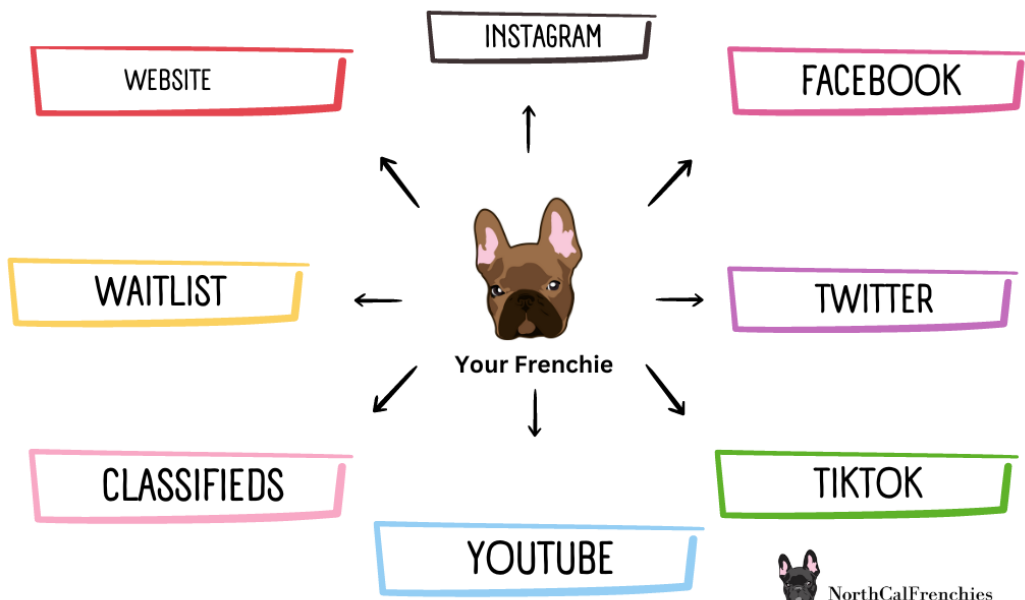 INSTAGRAM
WEBSITE
FACEBOOK
WAITLIST
TWITTER
Your Frenchie
CLASSIFIEDS
TIKTOK
YOUTUBE
NorthCalFrenchies